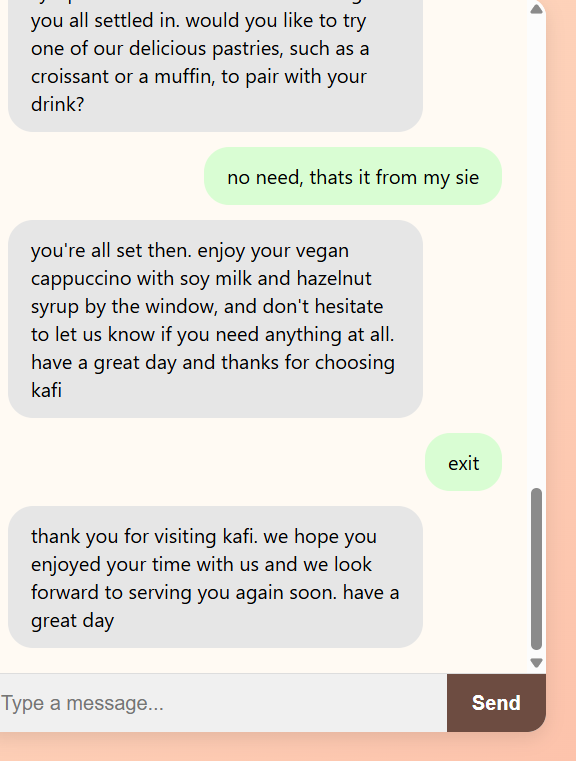 you all settled in. would you like to try
one of our delicious pastries, such as a
croissant or a muffin, to pair with your
drink?
no need, thats it from my sie
you're all set then. enjoy your vegan
cappuccino with soy milk and hazelnut
syrup by the window, and don't hesitate
to let us know if you need anything at all.
have a great day and thanks for choosing
kafi
exit
thank you for visiting kafi. we hope you
enjoyed your time with us and we look
forward to serving you again soon. have a
great day
Type a message...
Send